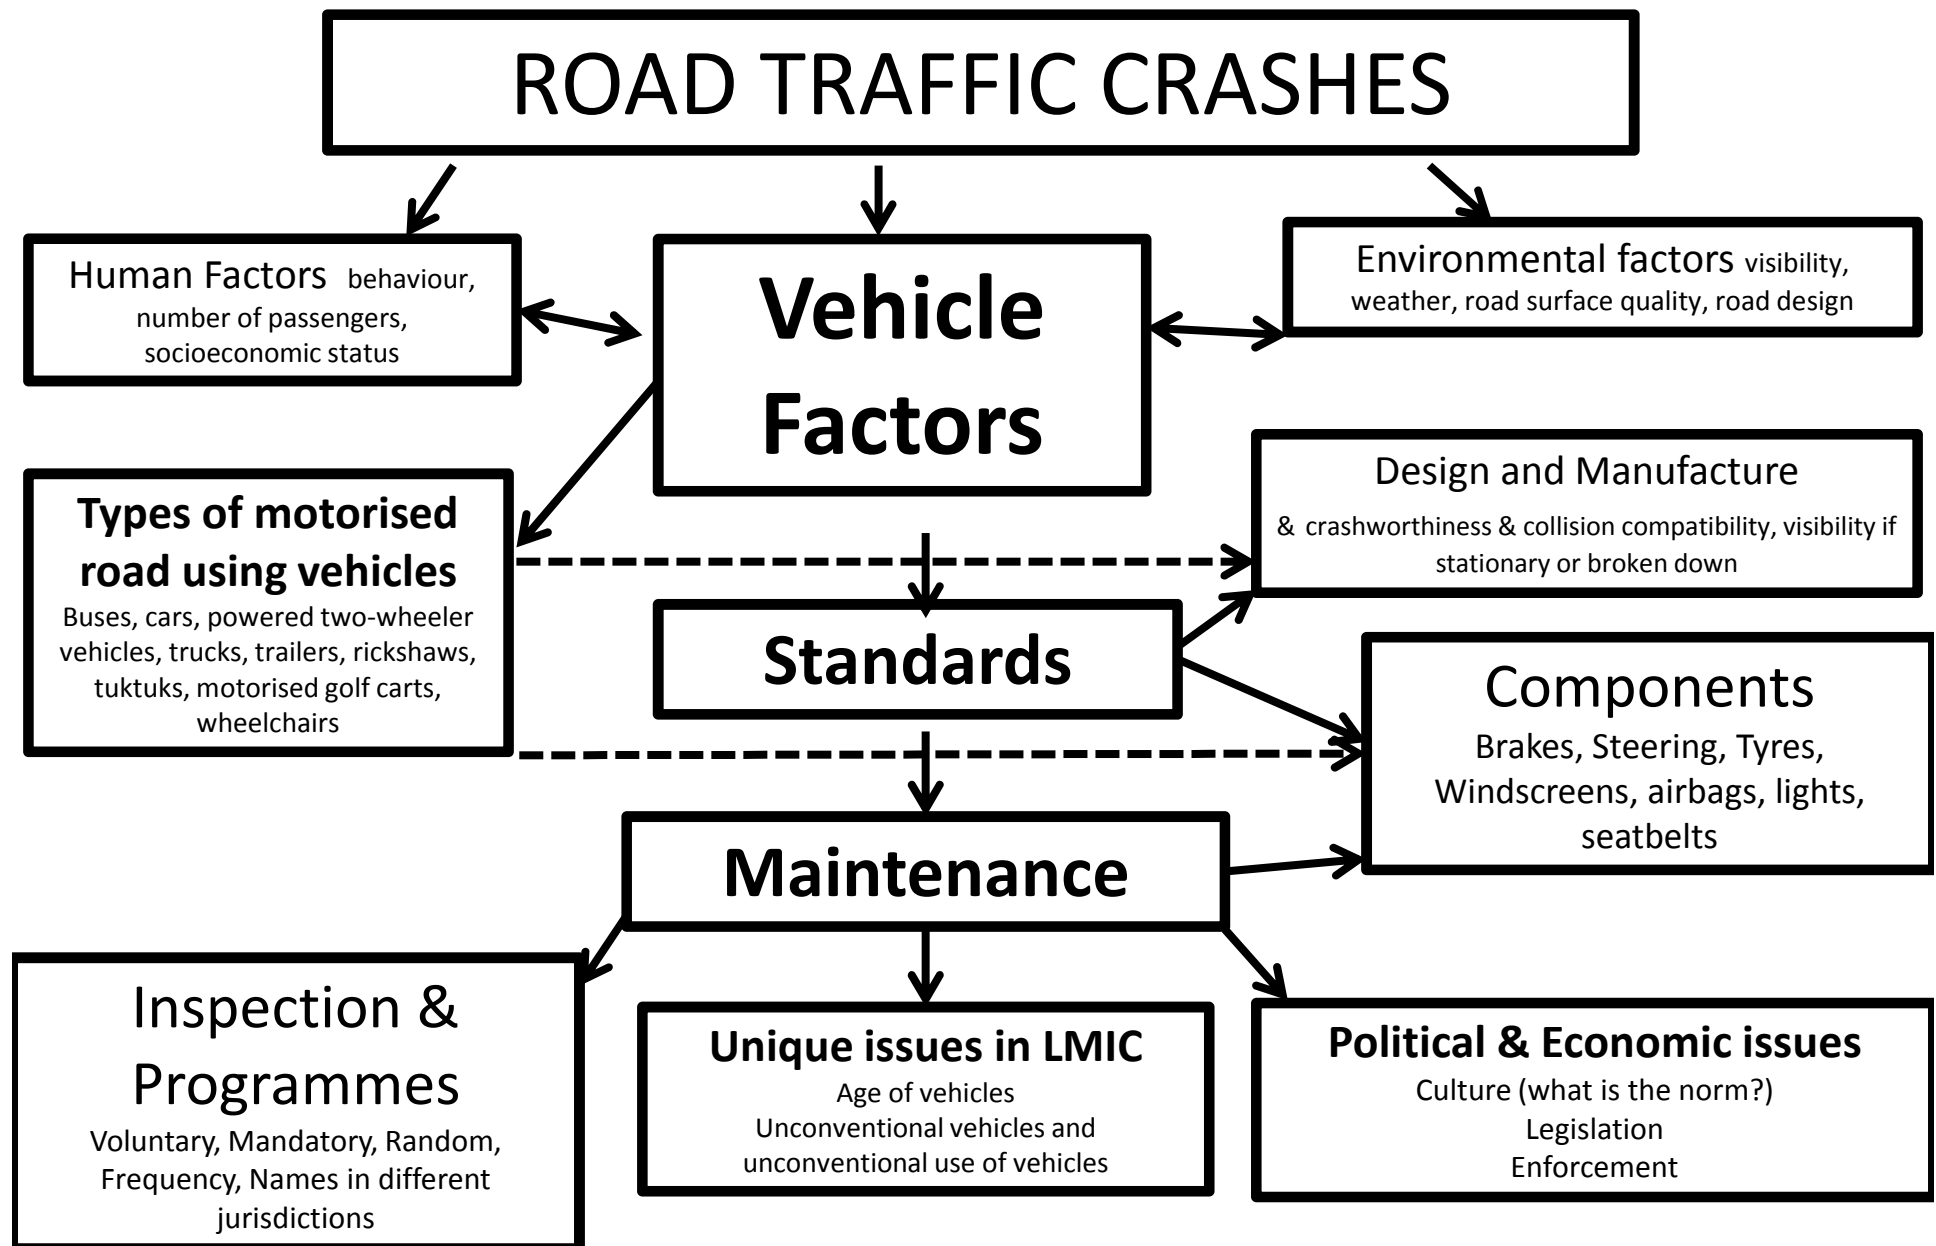 ROAD TRAFFIC CRASHES
Human Factors behaviour,
number of passengers,
socioeconomic status
Vehicle
Factors
Environmental factors visibility,
weather, road surface quality, road design
Types of motorised
road using vehicles
Buses, cars, powered two-wheeler
vehicles, trucks, trailers, rickshaws,
tuktuks, motorised golf carts,
wheelchairs
Design and Manufacture
& crashworthiness & collision compatibility, visibility if
stationary or broken down
Standards
Components
Brakes, Steering, Tyres,
Windscreens, airbags, lights,
seatbelts
Maintenance
Inspection &
Programmes
Voluntary, Mandatory, Random,
Frequency, Names in different
jurisdictions
Unique issues in LMIC
Age of vehicles
Unconventional vehicles and
unconventional use of vehicles
Political & Economic issues
Culture (what is the norm?)
Legislation
Enforcement